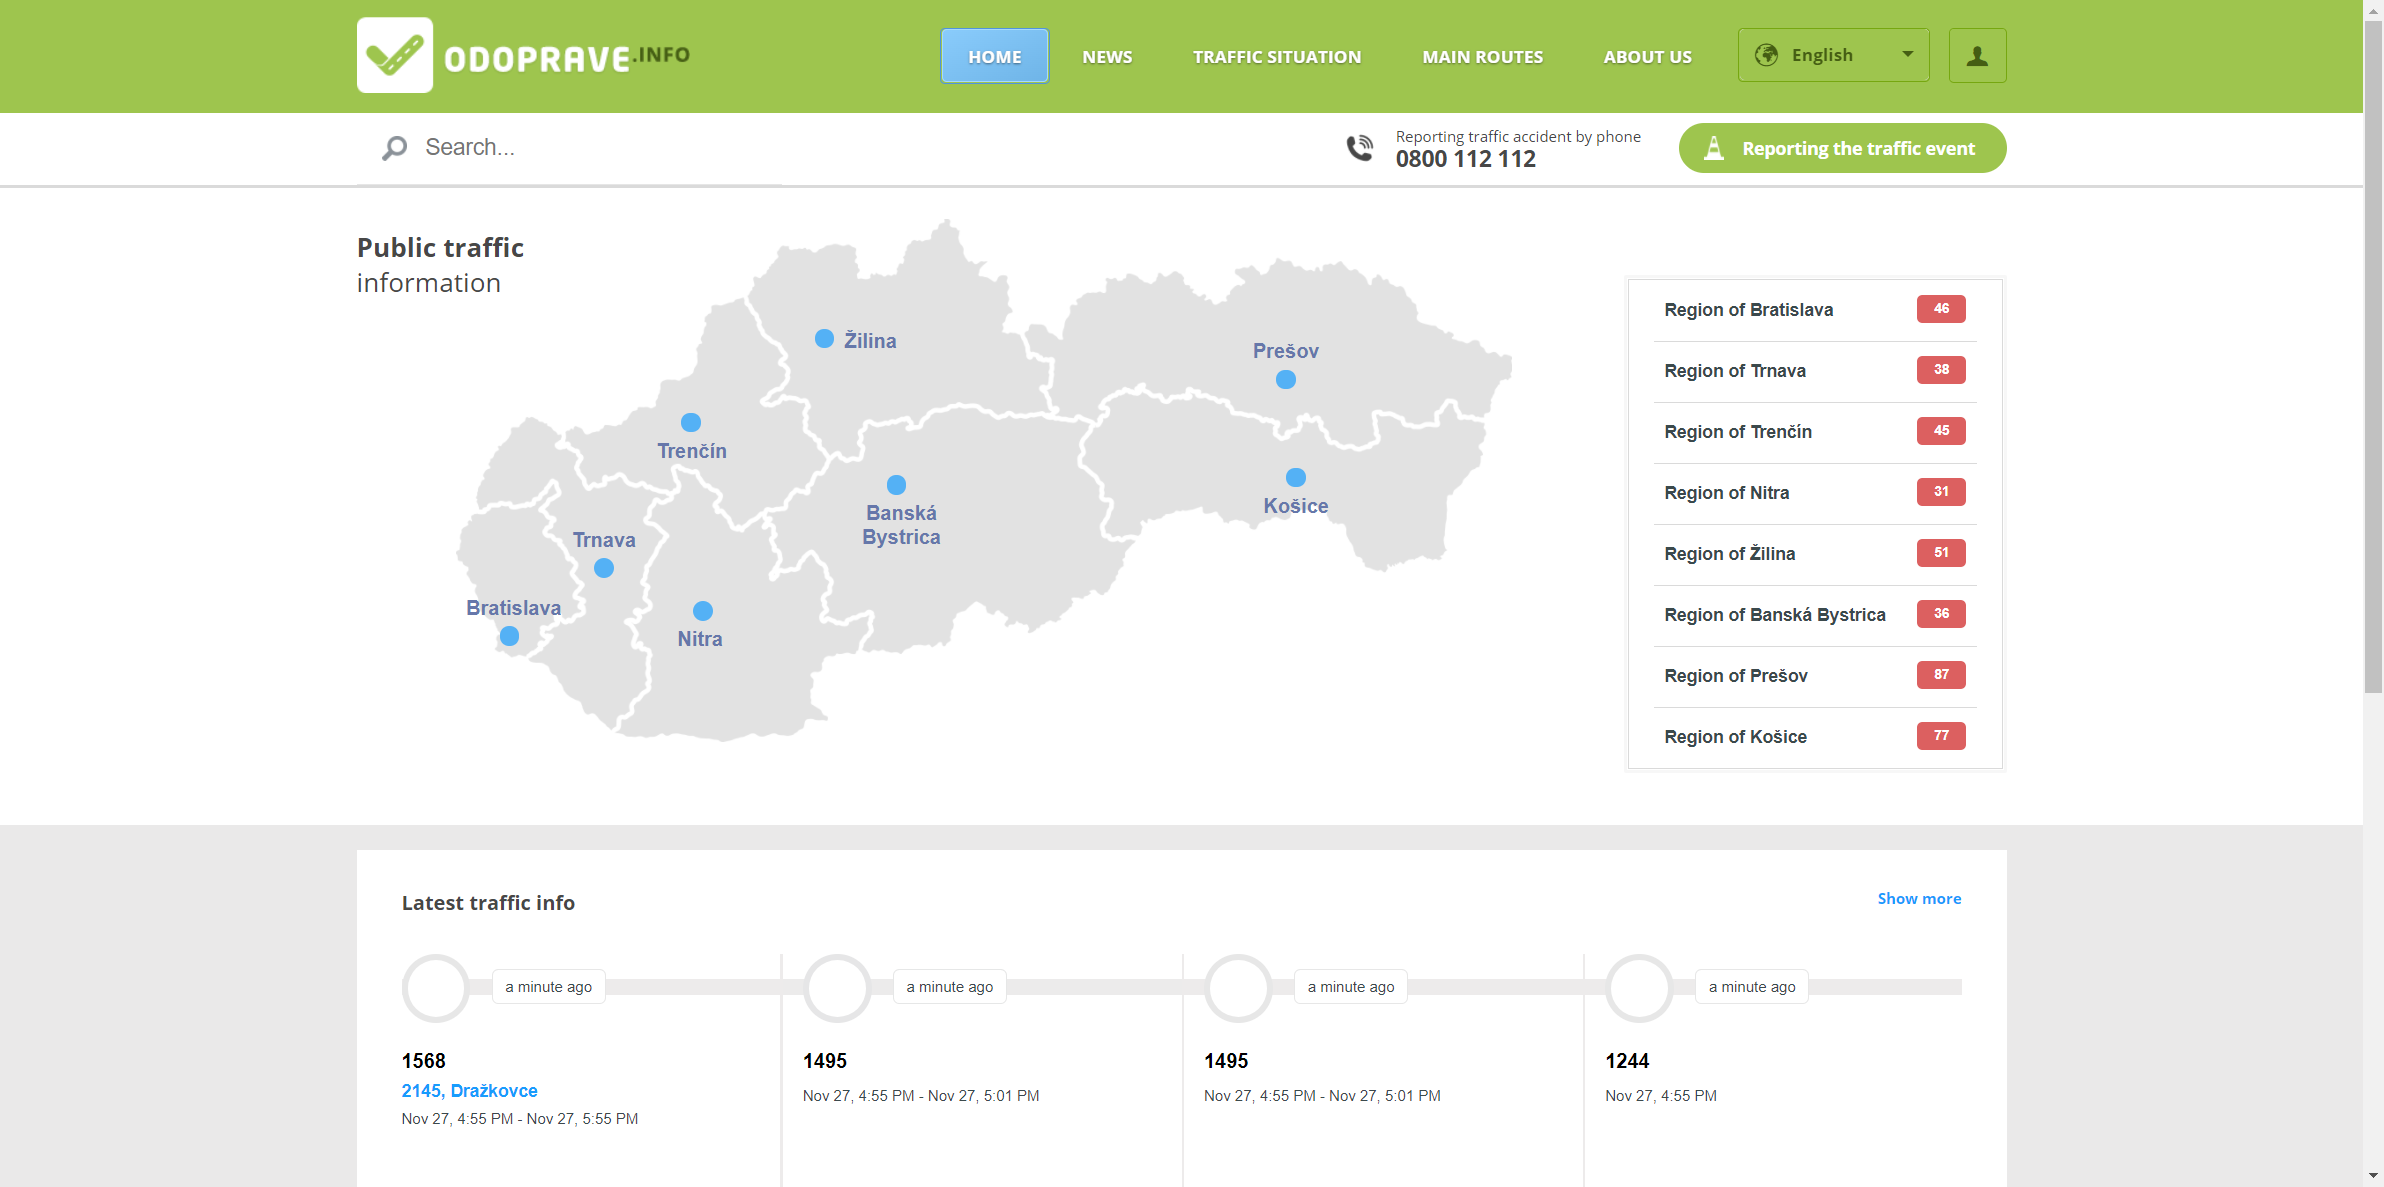 ODOPRAVE.INFO
HOME
NEWS
TRAFFIC SITUATION
MAIN ROUTES
ABOUT US
English
Search...
Reporting traffic accident by phone
0800 112 112
Reporting the traffic event
Public traffic
information
Žilina
Prešov
Trenčín
Košice
Banská
Bystrica
Trnava
Bratislava
Nitra
Region of Bratislava 46
Region of Trnava 38
Region of Trenčín 45
Region of Nitra 31
Region of Žilina 51
Region of Banská Bystrica 36
Region of Prešov 87
Region of Košice 77
Latest traffic info
Show more
a minute ago
1568
2145, Dražkovce
Nov 27, 4:55 PM - Nov 27, 5:55 PM
a minute ago
1495
Nov 27, 4:55 PM - Nov 27, 5:01 PM
a minute ago
1495
Nov 27, 4:55 PM - Nov 27, 5:01 PM
a minute ago
1244
Nov 27, 4:55 PM